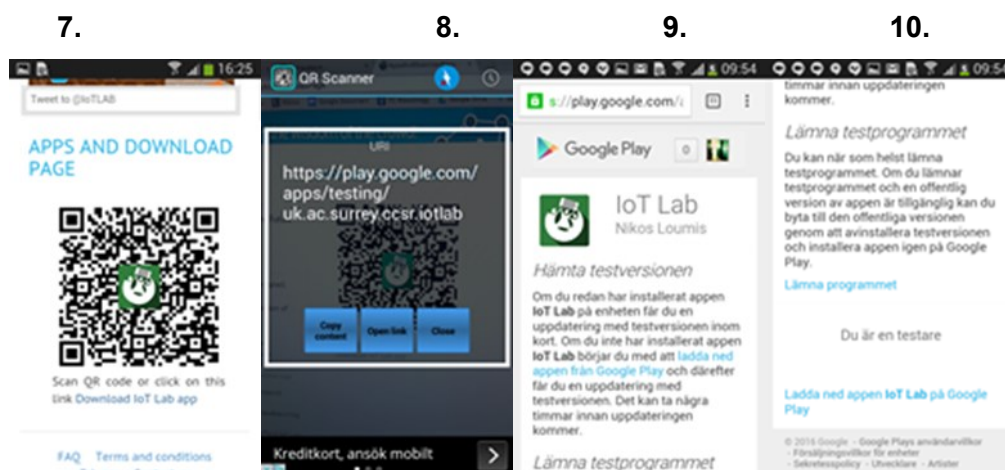 7.
8.
9.
10.
16:25
Tweet to @IoTLAB
APPS AND DOWNLOAD
PAGE
Scan QR code or click on this
link Download IoT Lab app
FAQ Terms and conditions
QR Scanner
URI
https://play.google.com/
apps/testing/
uk.ac.surrey.ccsr.iotlab
Copy
content
Open link
Close
Kreditkort, ansök mobilt
09:54
s://play.google.com/
Google Play
0
IoT Lab
Nikos Loumis
Hämta testversionen
Om du redan har installerat appen
IoT Lab på enheten får du en
uppdatering med testversionen inom
kort. Om du inte har installerat appen
IoT Lab börjar du med att ladda ned
appen från Google Play och därefter
får du en uppdatering med
testversionen. Det kan ta några
timmar innan uppdateringen
kommer.
Lämna testprogrammet
09:54
timmar innan uppdateringen
kommer.
Lämna testprogrammet
Du kan när som helst lämna
testprogrammet. Om du lämnar
testprogrammet och en offentlig
version av appen är tillgänglig kan du
byta till den offentliga versionen
genom att avinstallera testversionen
och installera appen igen på Google
Play.
Lämna programmet
Du är en testare
Ladda ned appen IoT Lab på Google
Play
© 2016 Google - Google Plays användarvillkor
- Försäljningsvillkor för enheter
- Sekretesspolicy - Utvecklare - Artister